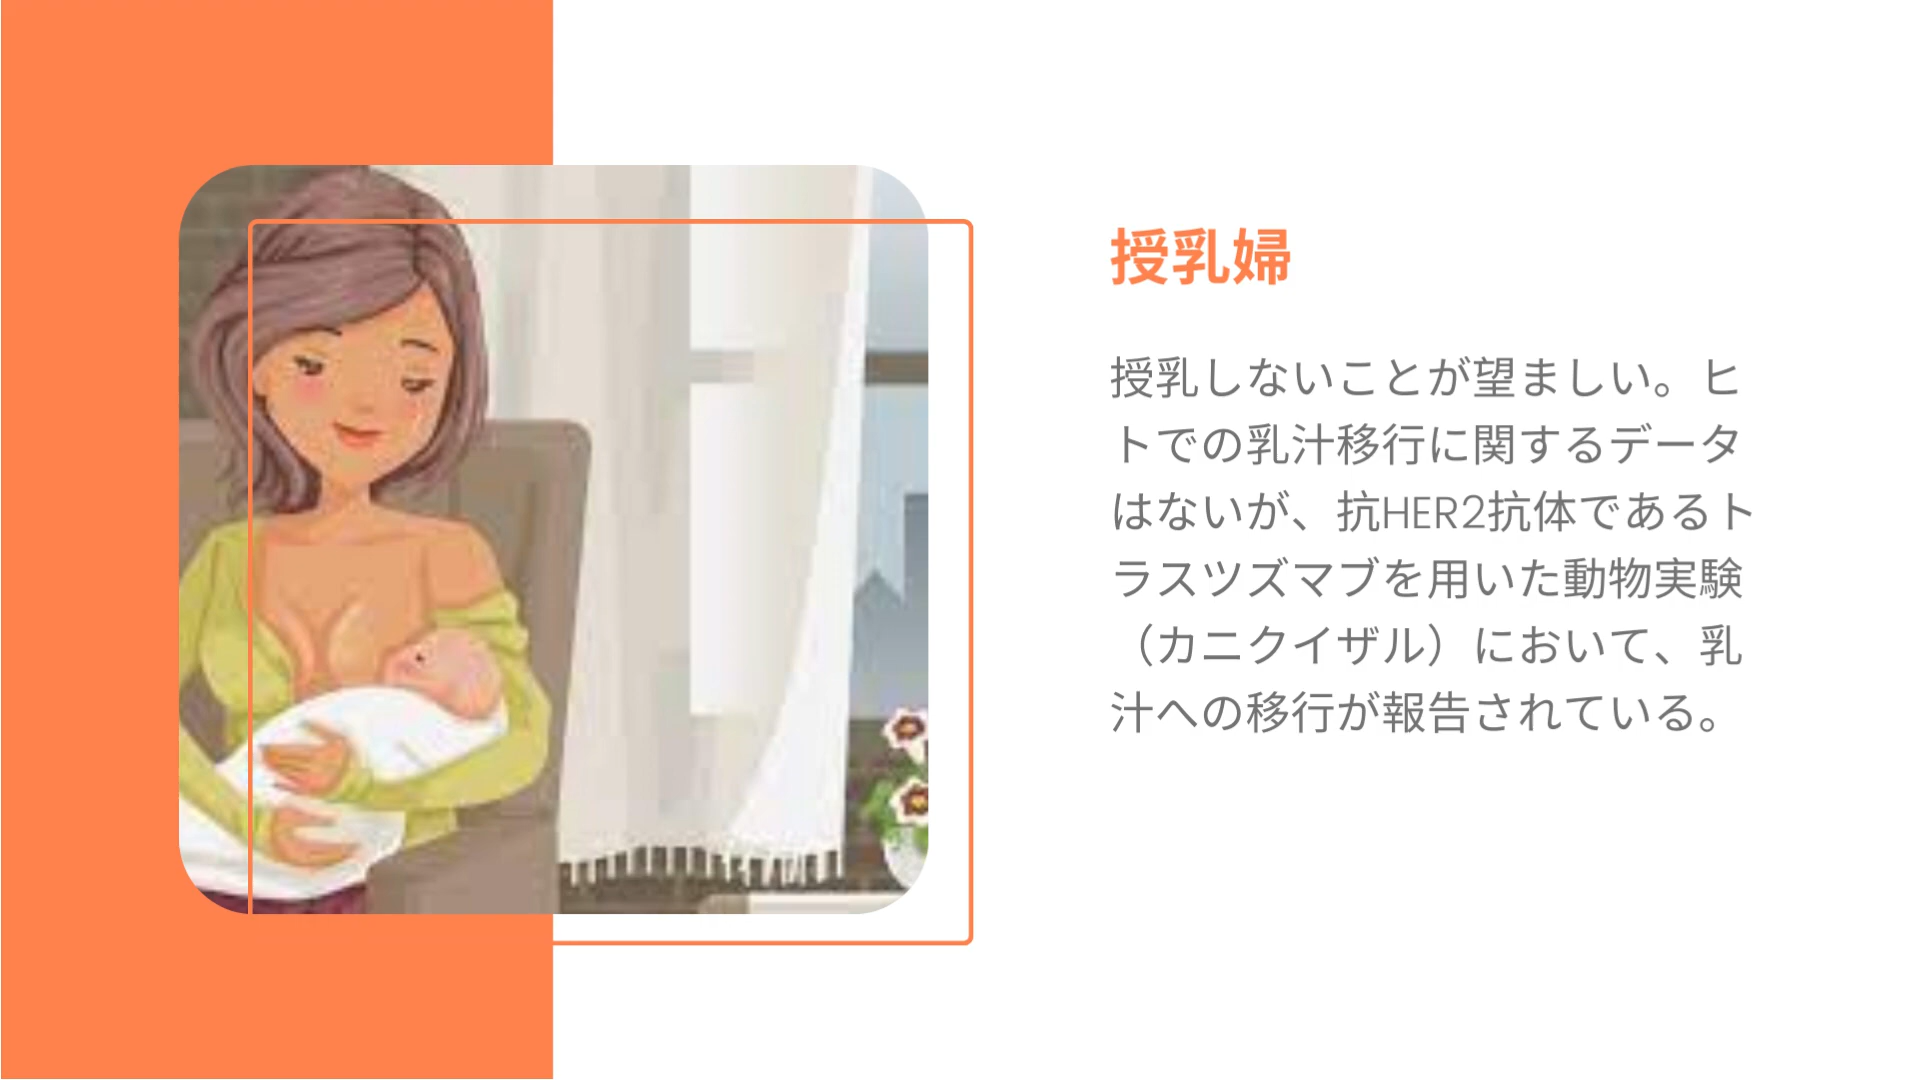 授乳婦
授乳しないことが望ましい。ヒ
トでの乳汁移行に関するデータ
はないが、抗HER2抗体であるト
ラスツズマブを用いた動物実験
（カニクイザル）において、乳
汁への移行が報告されている。